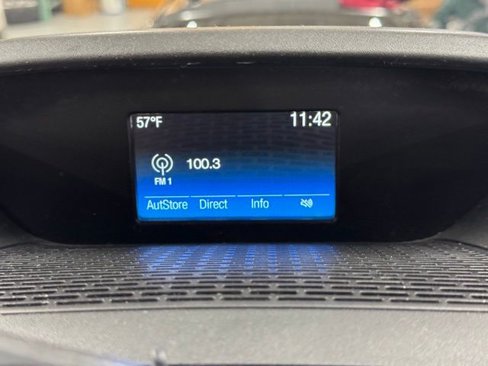 57°F 11:42
100.3
FM 1
AutStore Direct Info